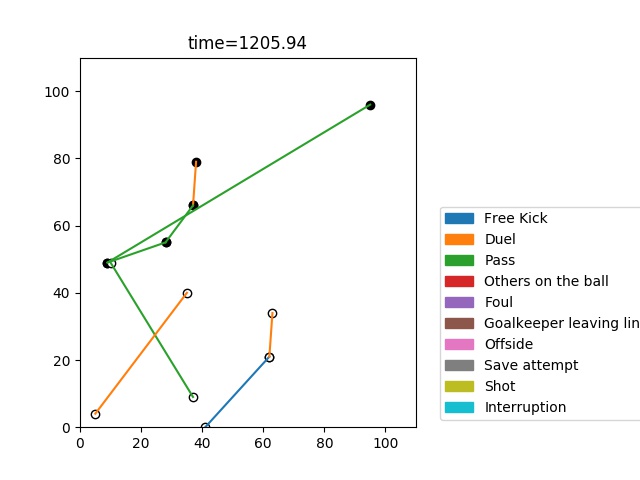 time=1205.94
100
80
60
40
20
0
0 20 40 60 80 100
Free Kick
Duel
Pass
Others on the ball
Foul
Goalkeeper leaving lin
Offside
Save attempt
Shot
Interruption